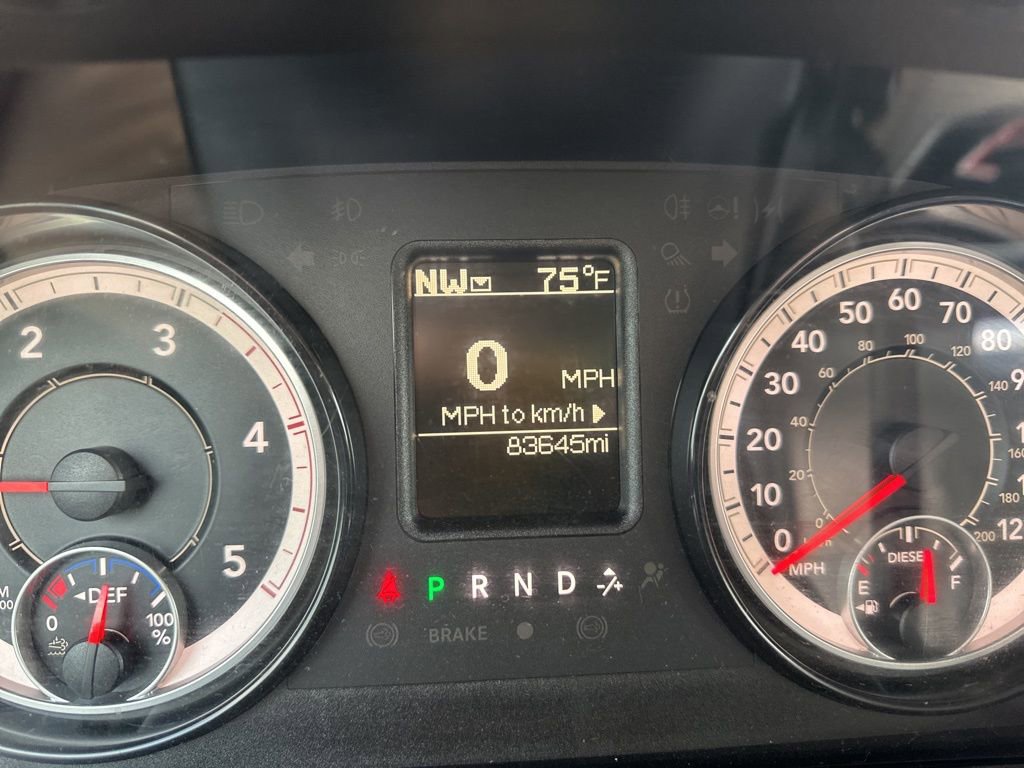 NW 75°F
0 MPH
MPH to km/h
83645mi
2 3 4 5
0 DEF 100 %
P R N D
BRAKE
0 10 20 30 40 50 60 70 80
MPH
0 20 40 60 80 100 120 140 180 200
E DIESEL F